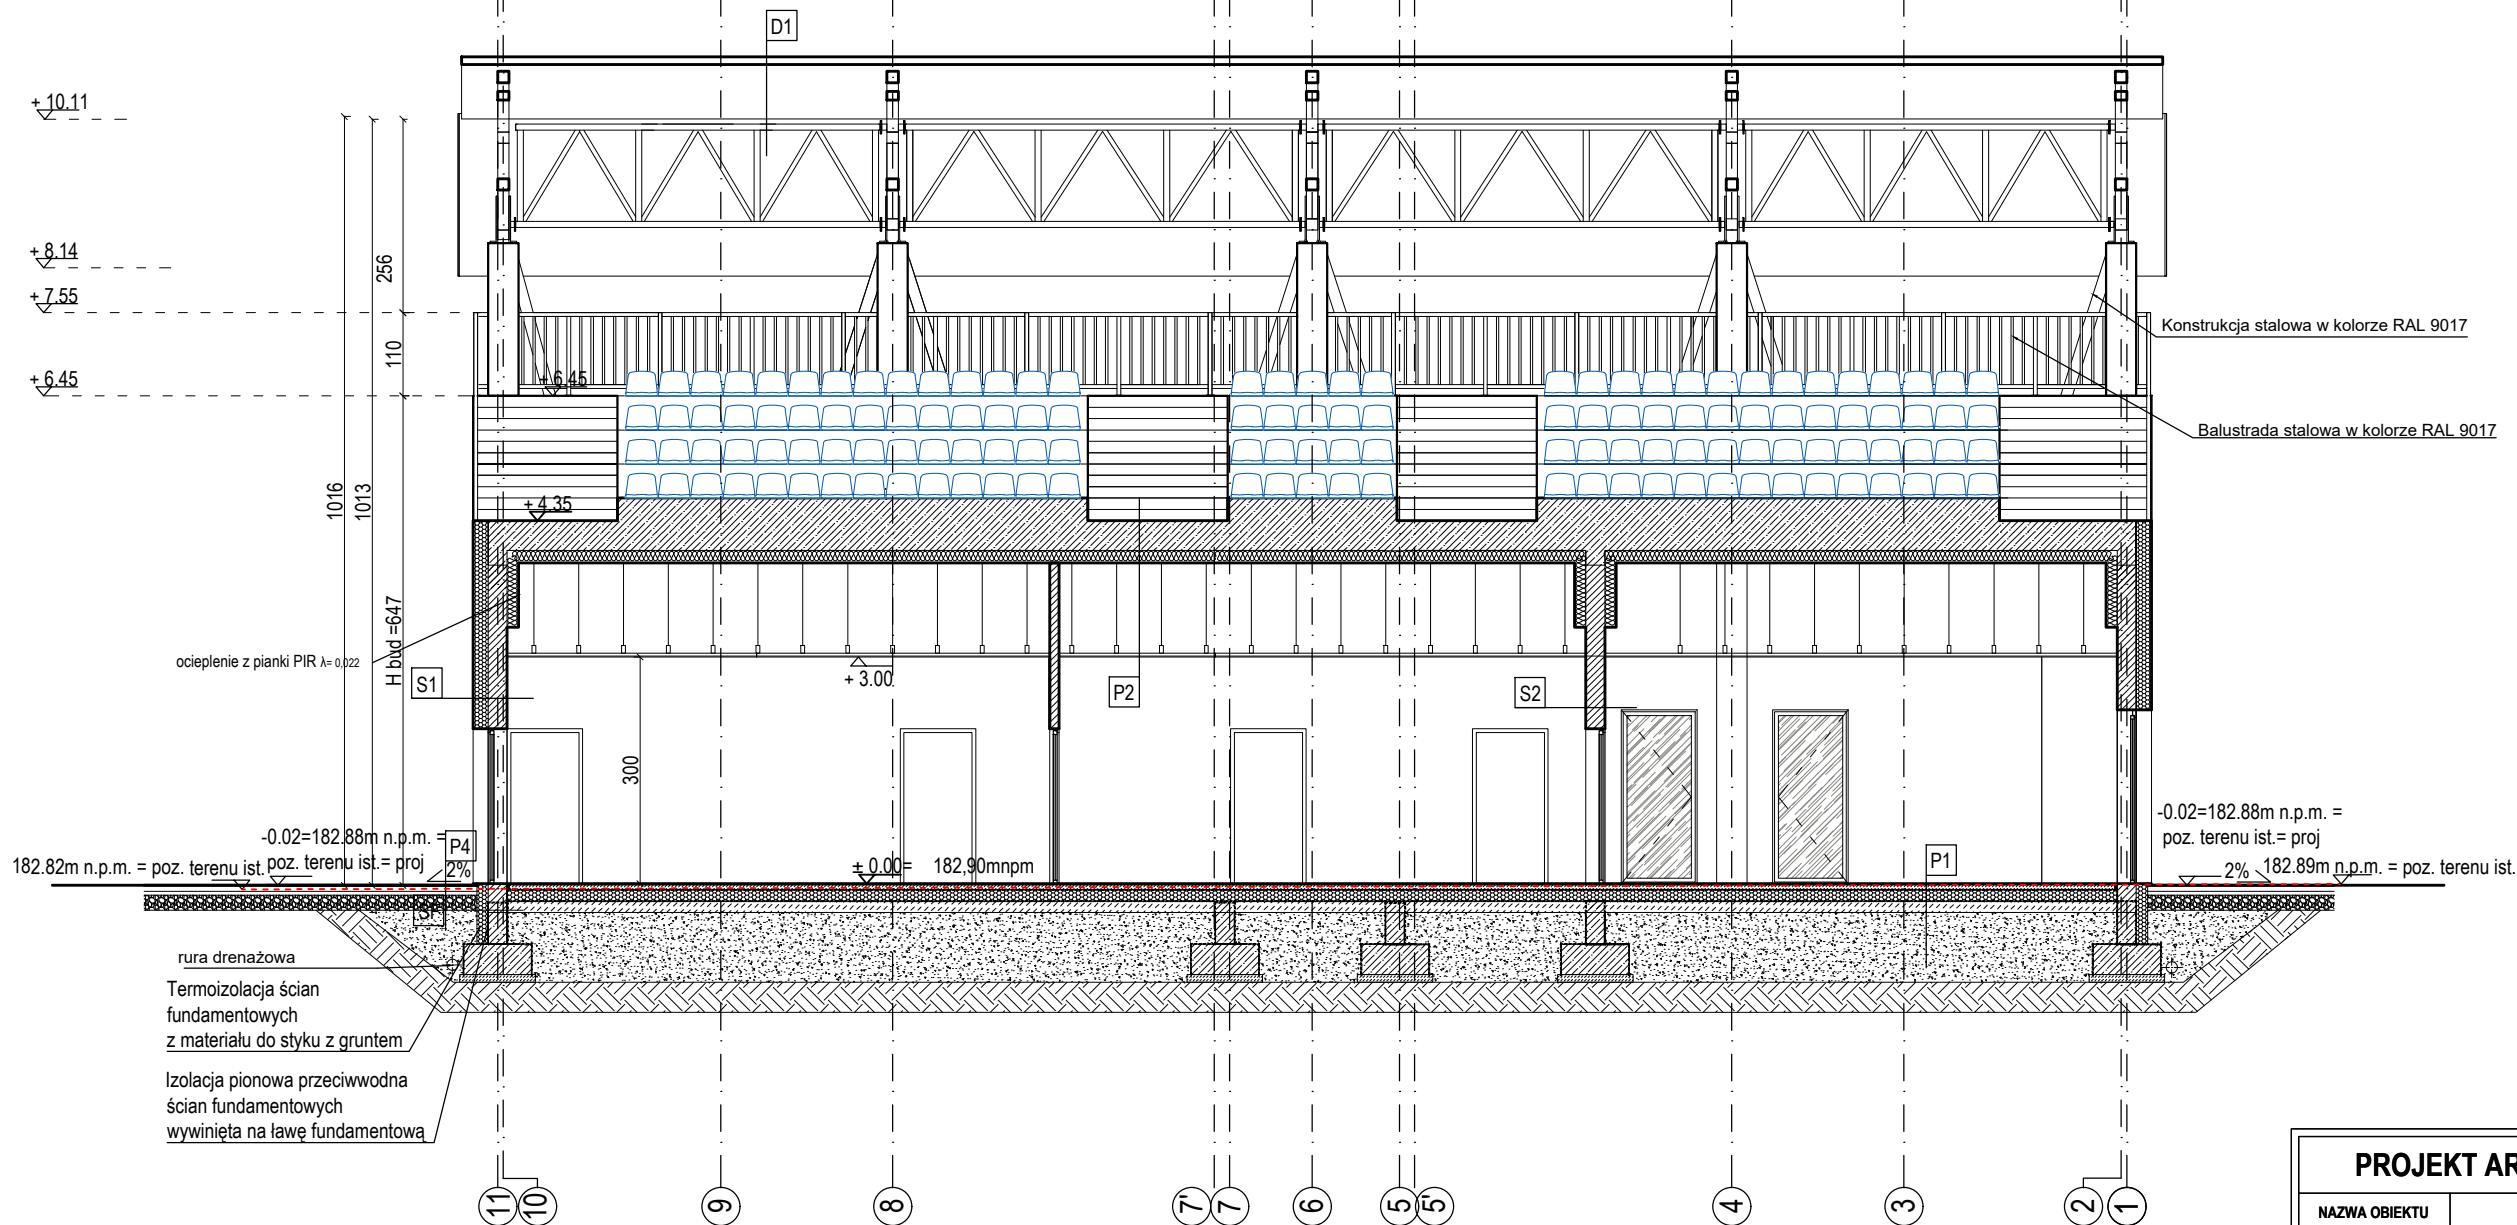 D1
+ 10.11
+ 8.14
+ 7.55
+ 6.45
256
110
1016
1013
H bud =647
+ 6.45
+ 4.35
Konstrukcja stalowa w kolorze RAL 9017
Balustrada stalowa w kolorze RAL 9017
ocieplenie z pianki PIR λ= 0,022
S1
+ 3.00
P2
S2
300
-0.02=182.88m n.p.m. =
poz. terenu ist.= proj
P4
2%
182.82m n.p.m. = poz. terenu ist.
± 0.00= 182,90mnpm
P1
-0.02=182.88m n.p.m. =
poz. terenu ist.= proj
2%
182.89m n.p.m. = poz. terenu ist.
rura drenażowa
Termoizolacja ścian
fundamentowych
z materiału do styku z gruntem
Izolacja pionowa przeciwwodna
ścian fundamentowych
wywinięta na ławę fundamentową
11
10
9
8
7'
7
6
5
5'
4
3
2
1
PROJEKT AR
NAZWA OBIEKTU